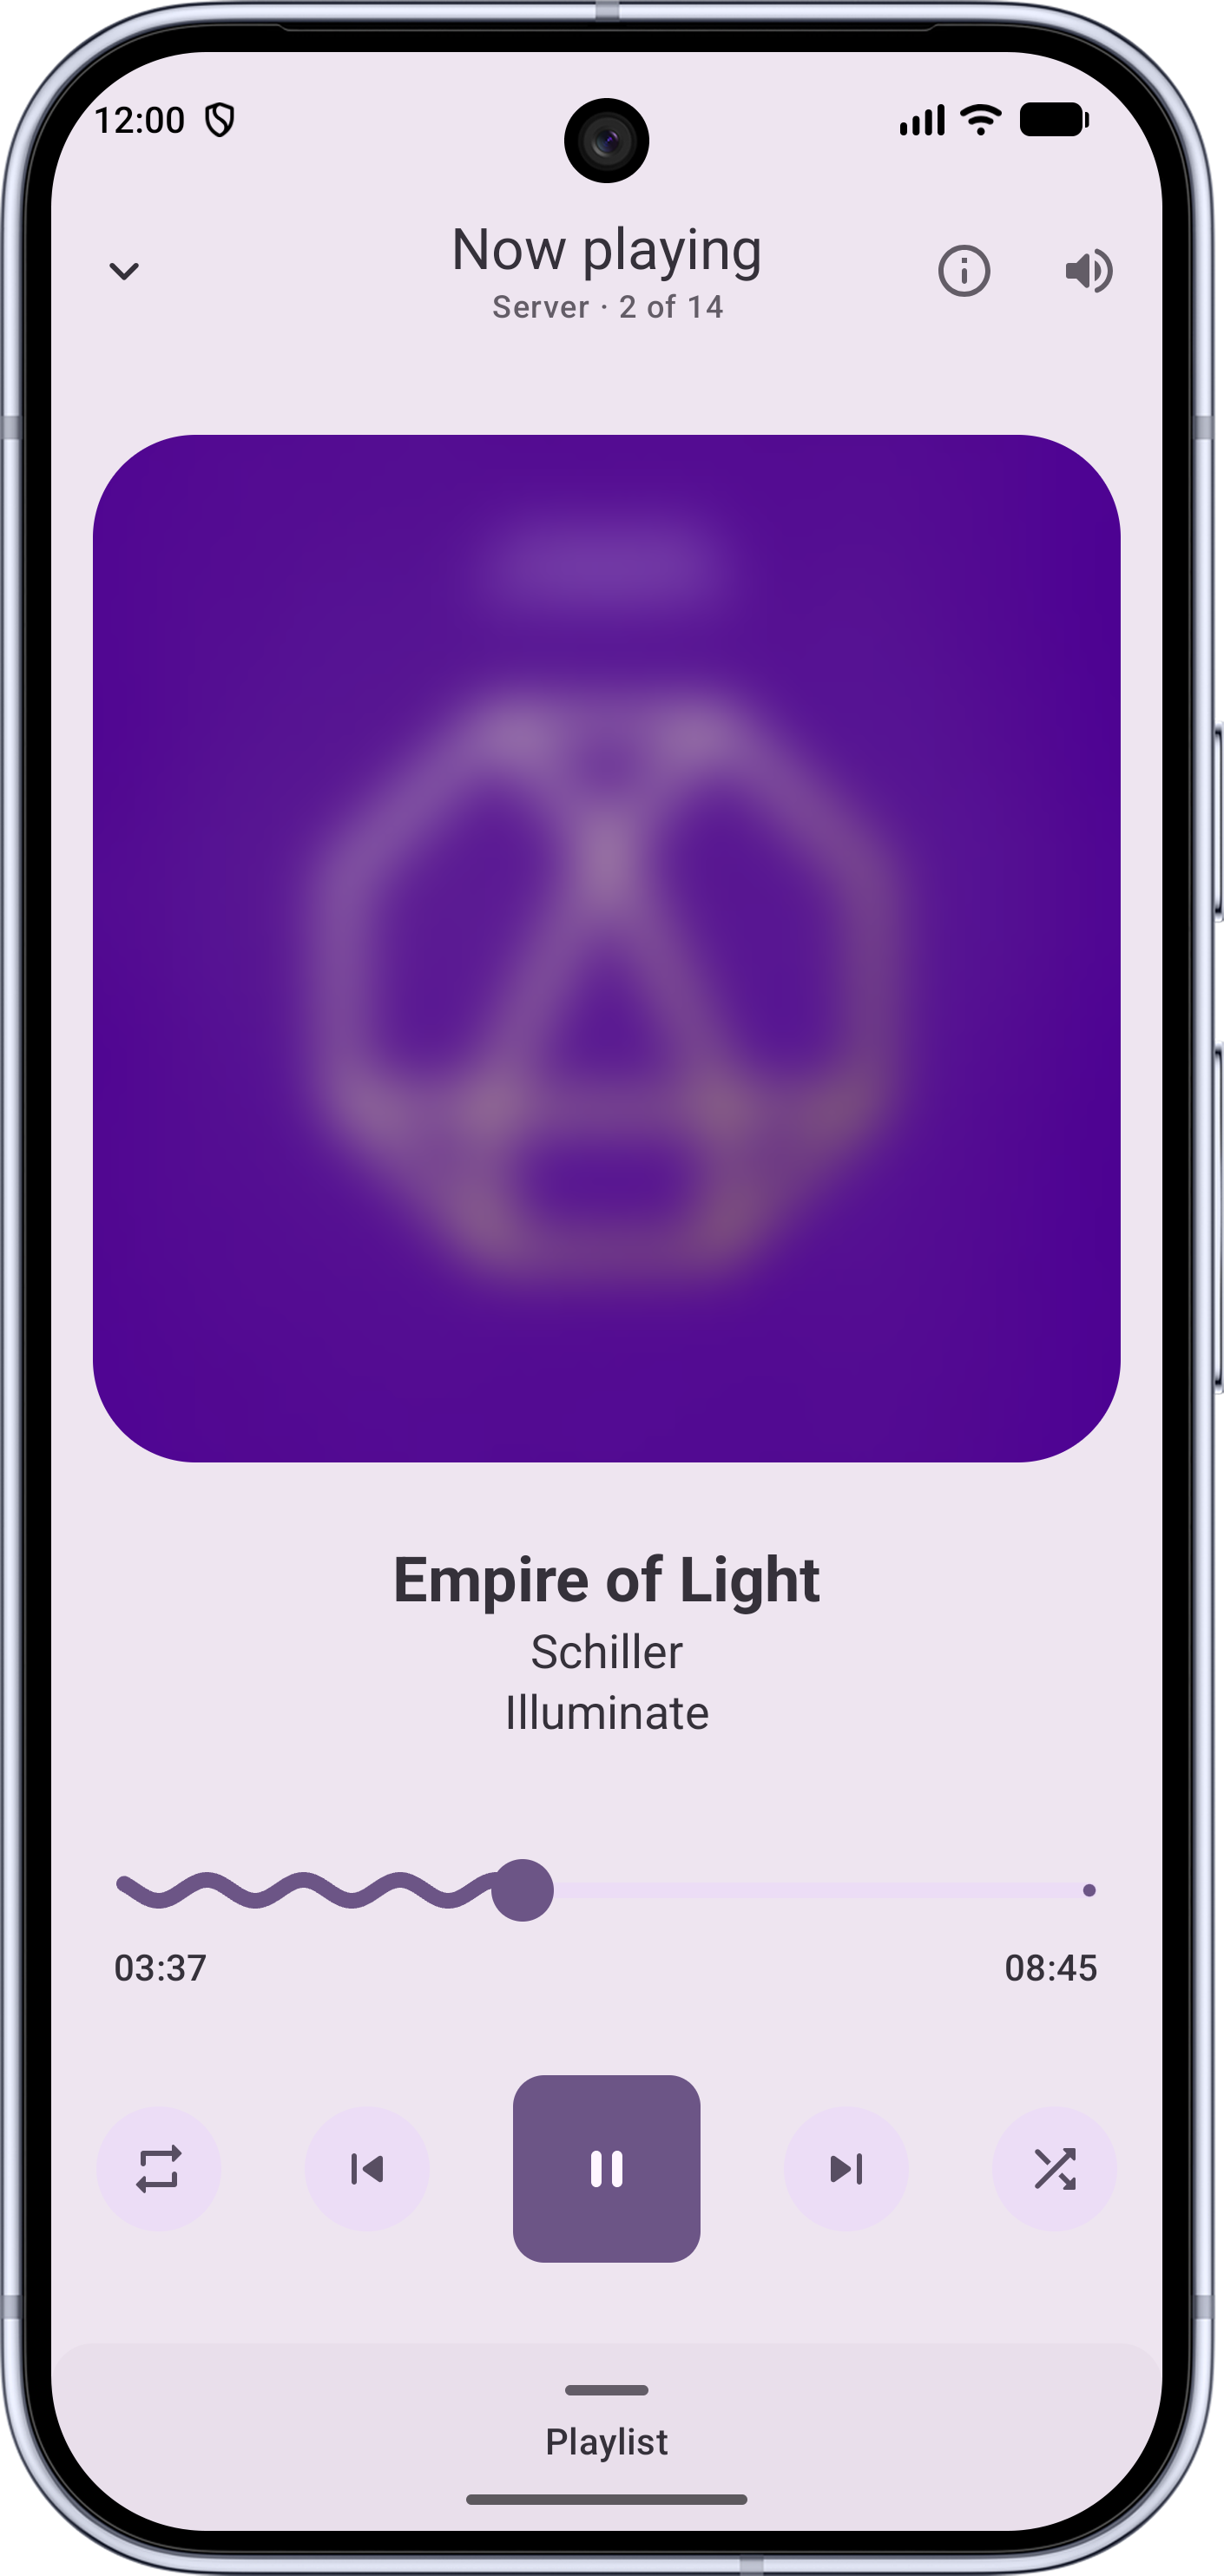 12:00
Now playing
Server · 2 of 14
Empire of Light
Schiller
Illuminate
03:37
08:45
Playlist